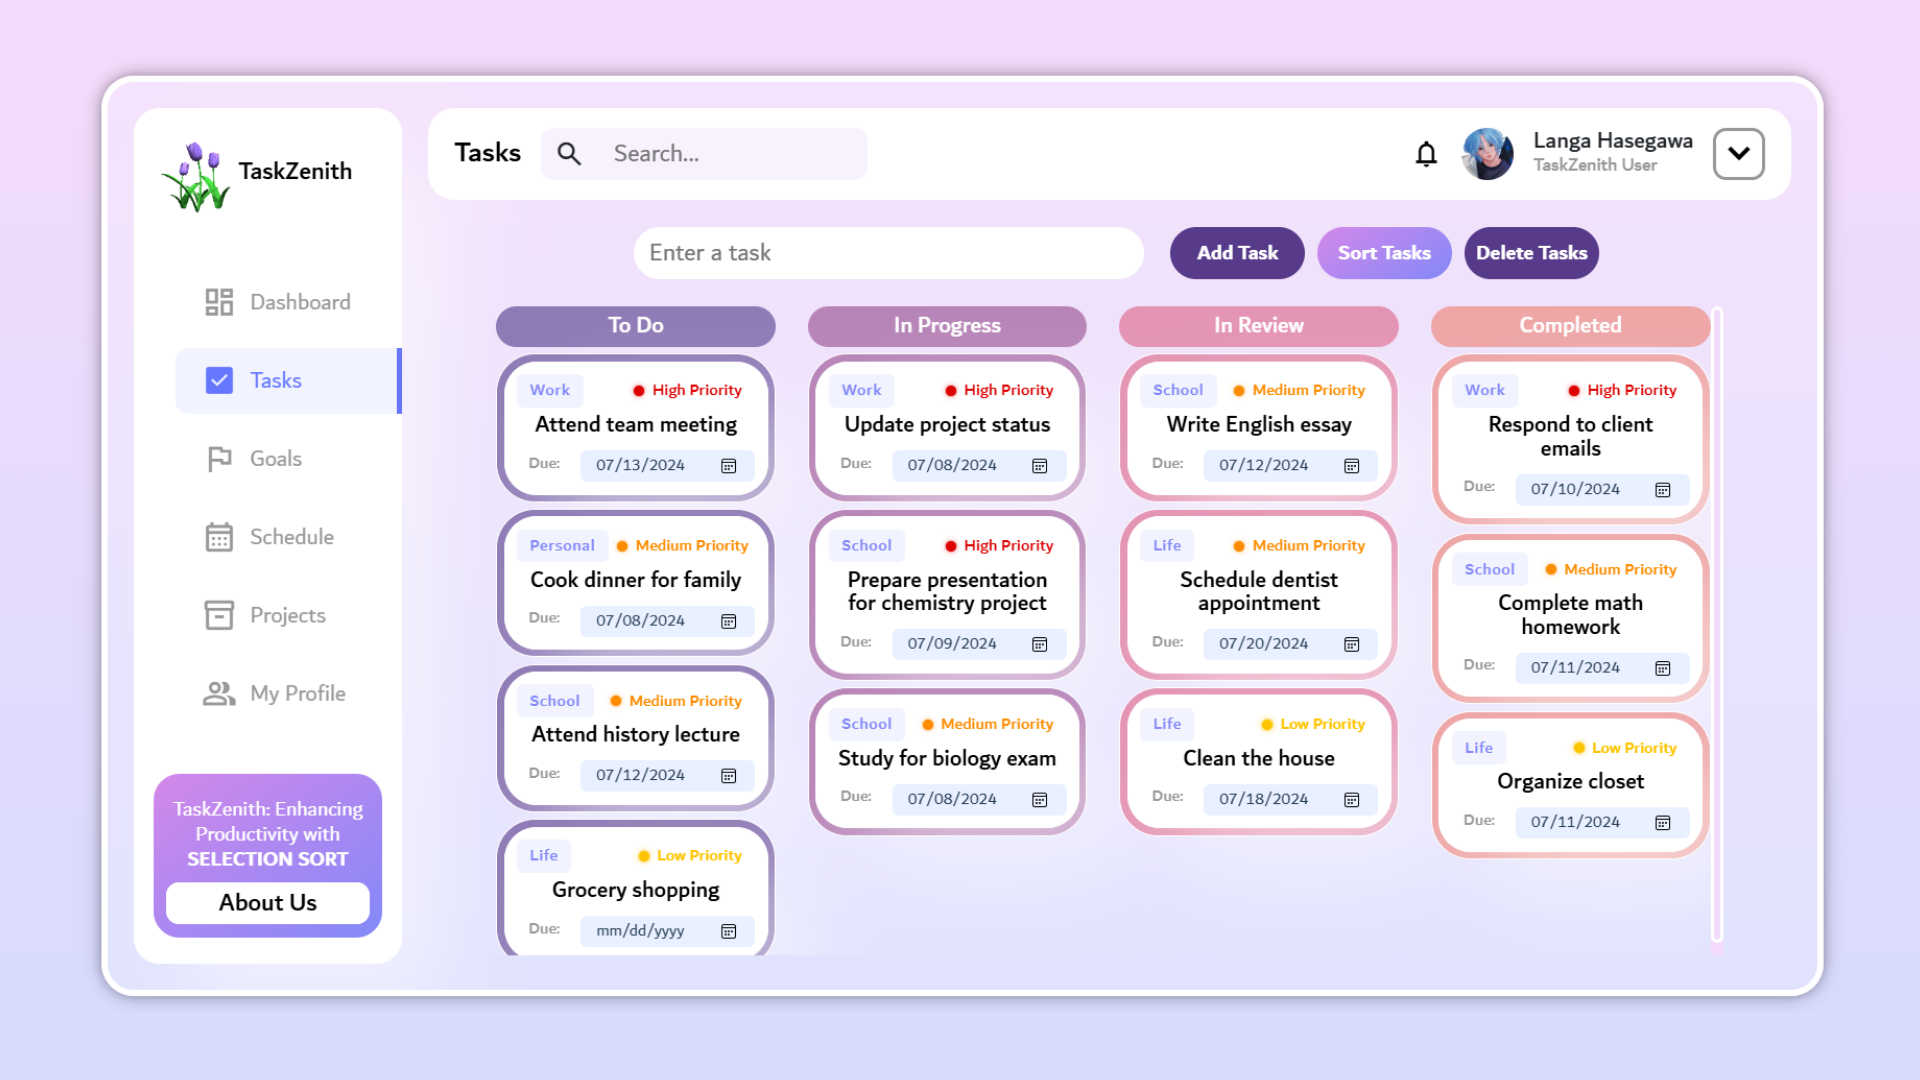 TaskZenith
Dashboard
Tasks
Goals
Schedule
Projects
My Profile
TaskZenith: Enhancing
Productivity with
SELECTION SORT
About Us
Tasks
Search...
Langa Hasegawa
TaskZenith User
Enter a task
Add Task
Sort Tasks
Delete Tasks
To Do
Work
High Priority
Attend team meeting
Due: 07/13/2024
Personal
Medium Priority
Cook dinner for family
Due: 07/08/2024
School
Medium Priority
Attend history lecture
Due: 07/12/2024
Life
Low Priority
Grocery shopping
Due: mm/dd/yyyy
In Progress
Work
High Priority
Update project status
Due: 07/08/2024
School
High Priority
Prepare presentation
for chemistry project
Due: 07/09/2024
School
Medium Priority
Study for biology exam
Due: 07/08/2024
In Review
School
Medium Priority
Write English essay
Due: 07/12/2024
Life
Medium Priority
Schedule dentist
appointment
Due: 07/20/2024
Life
Low Priority
Clean the house
Due: 07/18/2024
Completed
Work
High Priority
Respond to client
emails
Due: 07/10/2024
School
Medium Priority
Complete math
homework
Due: 07/11/2024
Life
Low Priority
Organize closet
Due: 07/11/2024